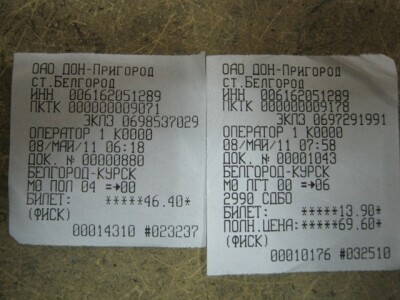 ОАО ДОН-Пригород
ст.Белгород
ИНН 006162051289
ПКТК 000000009071
ЭКЛЗ 0698537029
ОПЕРАТОР 1 К0000
08/МАЙ/11 06:18
ДОК. № 00000880
БЕЛГОРОД-КУРСК
М0 ПОЛ 04 =➔00
БИЛЕТ: *****46.40*
(ФИСК)
00014310 #023237
ОАО ДОН-Пригород
ст.Белгород
ИНН 006162051289
ПКТК 000000009178
ЭКЛЗ 0697291991
ОПЕРАТОР 1 К0000
08/МАЙ/11 07:58
ДОК. № 00001043
БЕЛГОРОД-КУРСК
М0 ЛГТ 00 =➔06
2990 СДБО
БИЛЕТ: *****13.90*
ПОЛН.ЦЕНА:*****69.60*
(ФИСК)
00010176 #032510